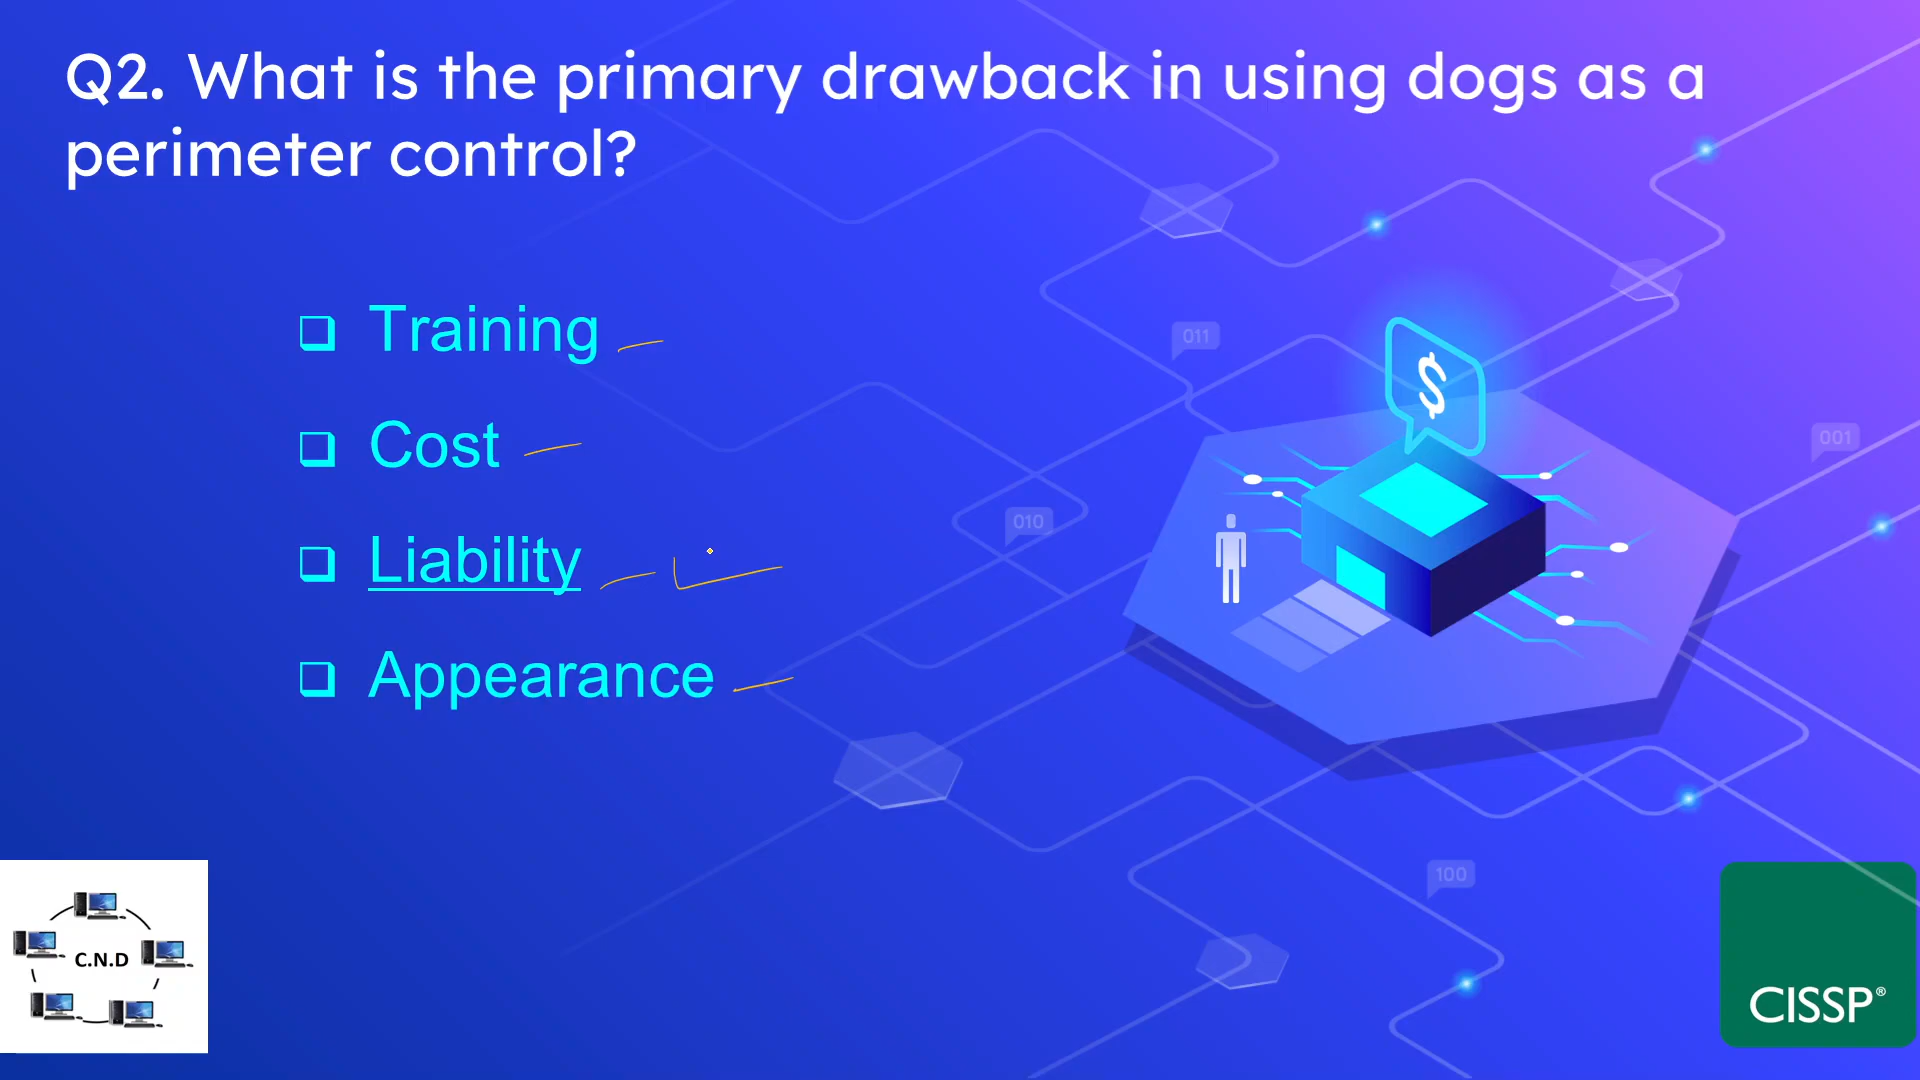 Q2. What is the primary drawback in using dogs as a
perimeter control?
Training
Cost
Liability
Appearance
$
011
010
001
100
C.N.D
CISSP®